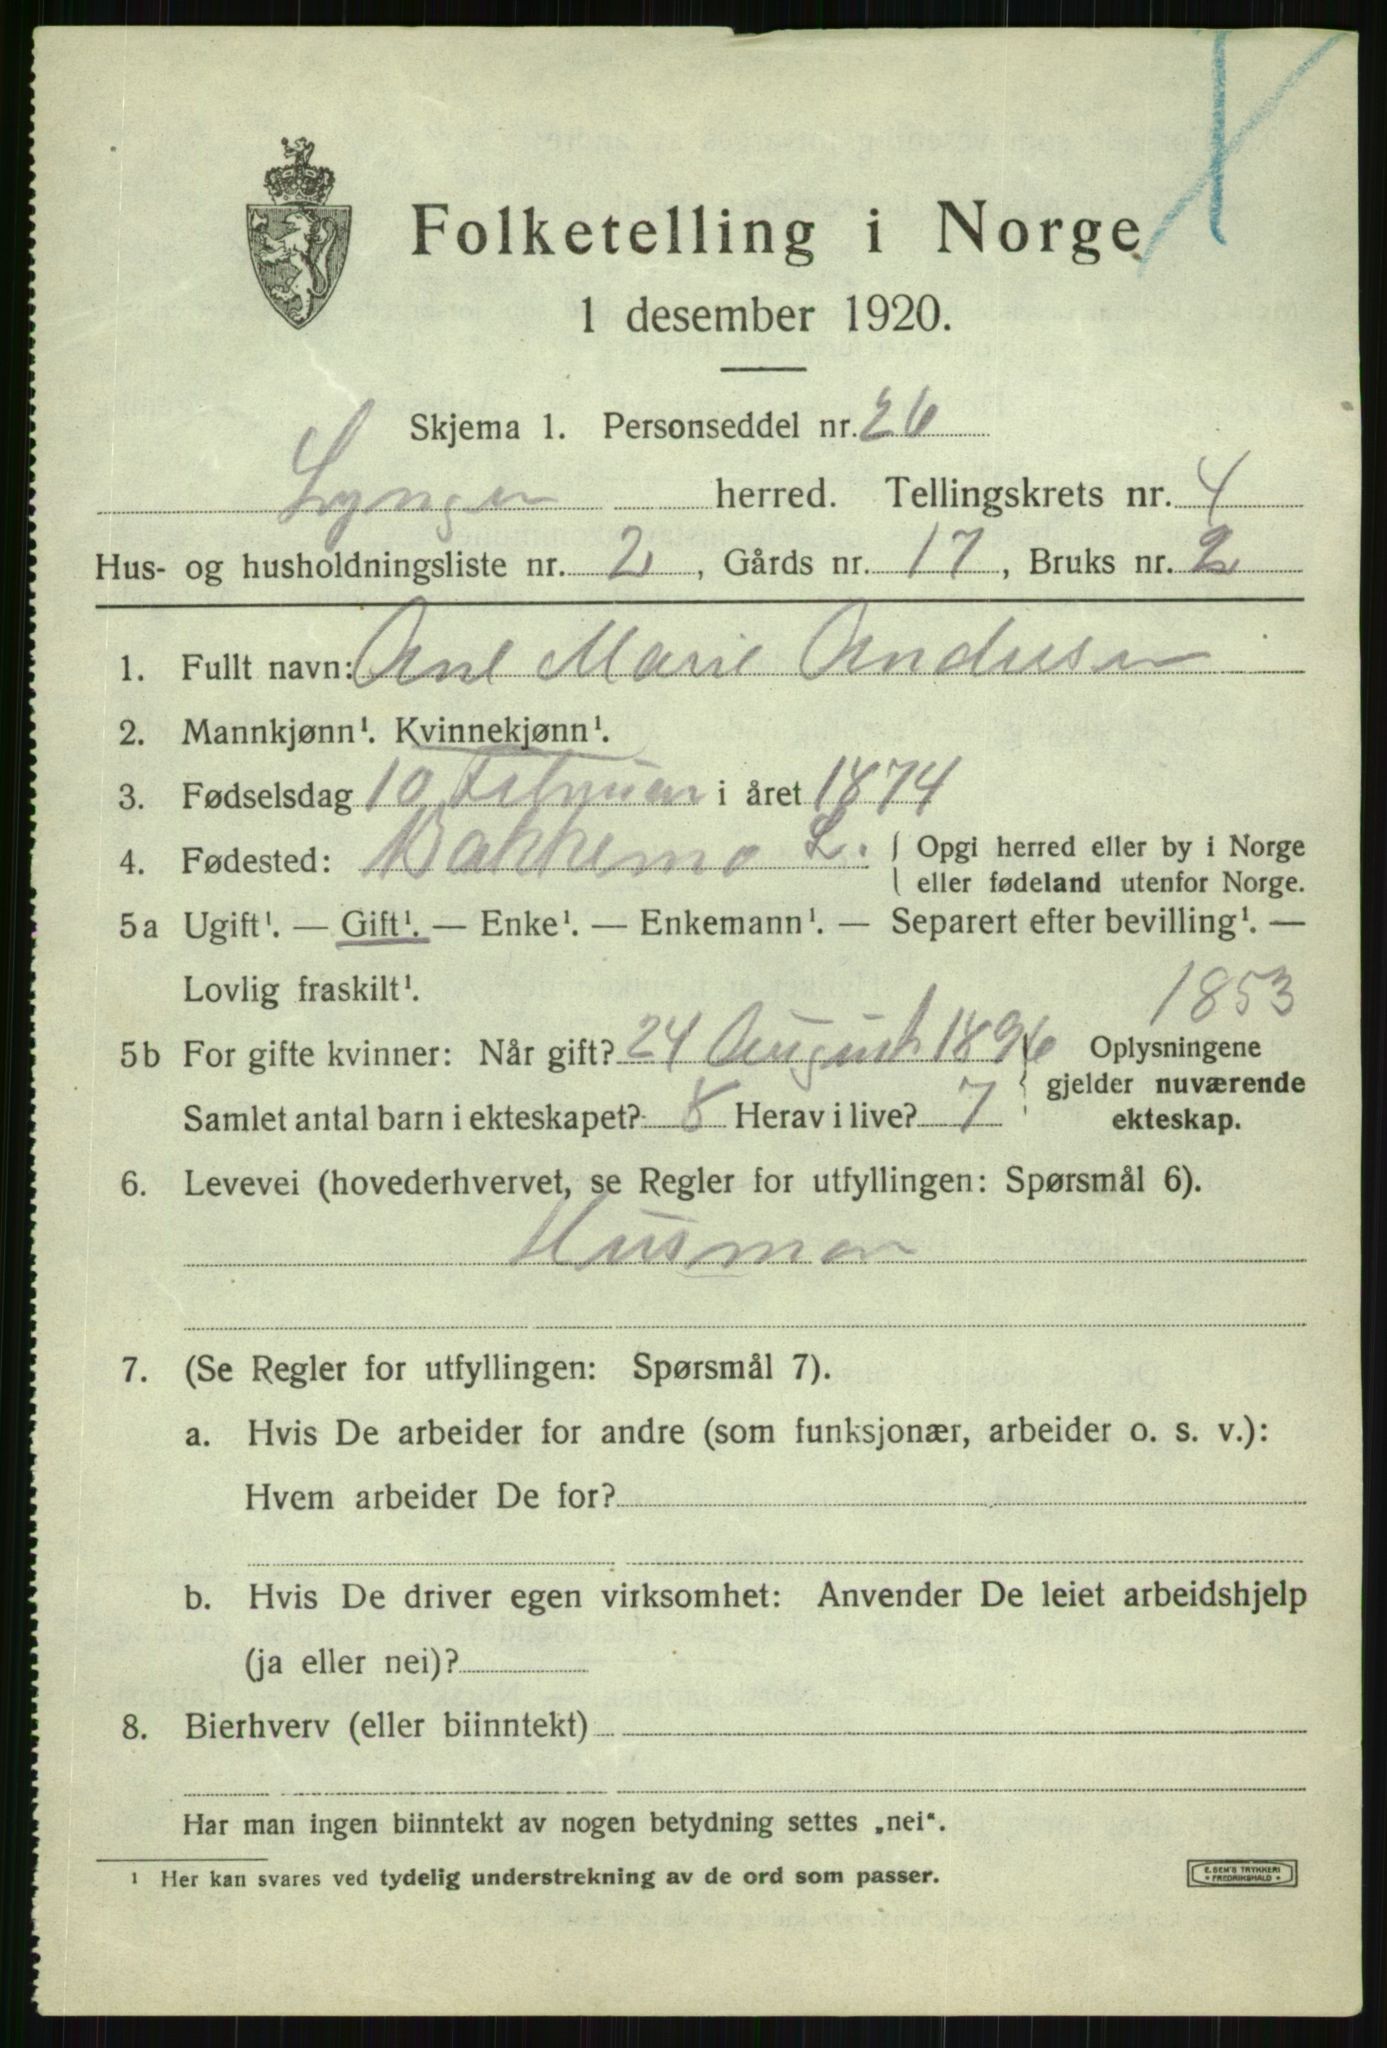 Folketelling i Norge
1 desember 1920.
Skjema 1. Personseddel nr. 26
Lyngen herred. Tellingskrets nr. 4
Hus- og husholdningsliste nr. 2, Gårds nr. 17, Bruks nr. 2
1. Fullt navn: Ane Marie Andersen
2. Mannkjønn¹. Kvinnekjønn¹.
3. Fødselsdag 10 Februar i året 1874
4. Fødested: Bakkemo L. { Opgi herred eller by i Norge
eller fødeland utenfor Norge.
5a Ugift¹. — Gift¹. — Enke¹. — Enkemann¹. — Separert efter bevilling¹. —
Lovlig fraskilt¹.
1853
5b For gifte kvinner: Når gift? 24 August 1896 Oplysningene
gjelder nuværende
Samlet antal barn i ekteskapet? 8 Herav i live? 7 ekteskap.
6. Levevei (hovederhvervet, se Regler for utfyllingen: Spørsmål 6).
Husmor
7. (Se Regler for utfyllingen: Spørsmål 7).
a. Hvis De arbeider for andre (som funksjonær, arbeider o. s. v.):
Hvem arbeider De for?
b. Hvis De driver egen virksomhet: Anvender De leiet arbeidshjelp
(ja eller nei)?
8. Bierhverv (eller biinntekt)
Har man ingen biinntekt av nogen betydning settes „nei“.
¹ Her kan svares ved tydelig understrekning av de ord som passer.
E. SEM'S TRYKKERI
• FREDRIKSHALD •